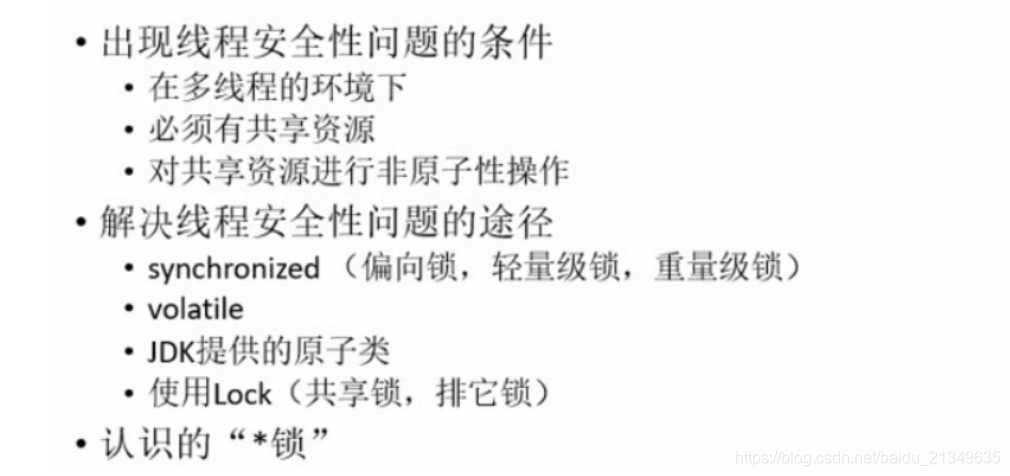 • 出现线程安全性问题的条件
• 在多线程的环境下
• 必须有共享资源
• 对共享资源进行非原子性操作
• 解决线程安全性问题的途径
• synchronized （偏向锁，轻量级锁，重量级锁）
• volatile
• JDK提供的原子类
• 使用Lock（共享锁，排它锁）
• 认识的“*锁”
https://blog.csdn.net/baidu_21349635